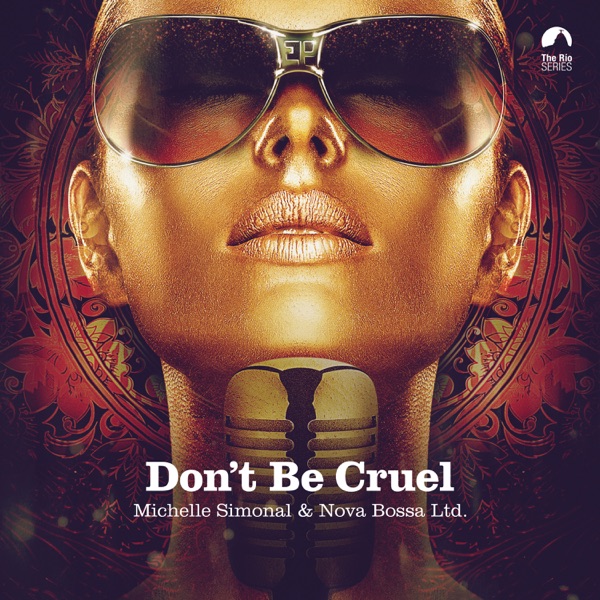 EP
The Rio
SERIES
Don't Be Cruel
Michelle Simonal & Nova Bossa Ltd.